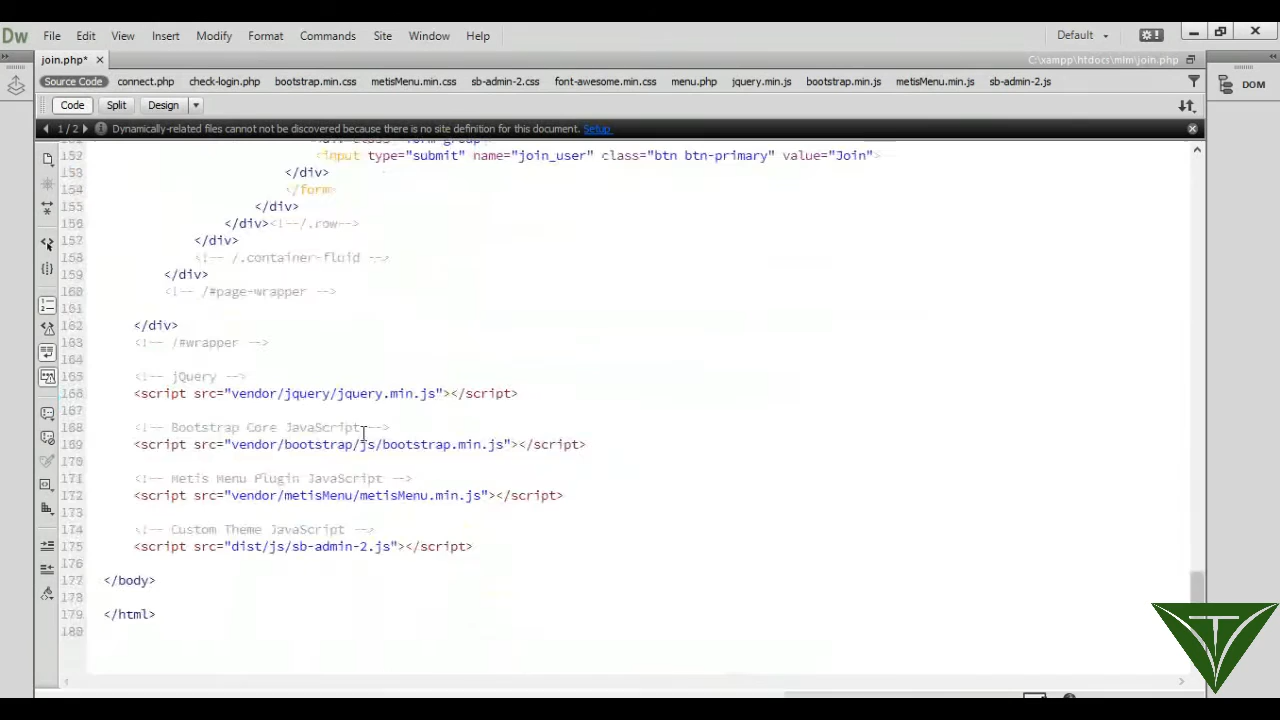 Dw File Edit View Insert Modify Format Commands Site Window Help Default
join.php* C:\xampp\htdocs\mlm\join.php
Source Code connect.php check-login.php bootstrap.min.css metisMenu.min.css sb-admin-2.css font-awesome.min.css menu.php jquery.min.js bootstrap.min.js metisMenu.min.js sb-admin-2.js
DOM
Code Split Design
1 / 2 Dynamically-related files cannot not be discovered because there is no site definition for this document. Setup
152 <input type="submit" name="join_user" class="btn btn-primary" value="Join">
153 </div>
154 </form>
155 </div>
156 </div><!--/.row-->
157 </div>
158 <!-- /.container-fluid -->
159 </div>
160 <!-- /#page-wrapper -->
161
162 </div>
163 <!-- /#wrapper -->
164
165 <!-- jQuery -->
166 <script src="vendor/jquery/jquery.min.js"></script>
167
168 <!-- Bootstrap Core JavaScript -->
169 <script src="vendor/bootstrap/js/bootstrap.min.js"></script>
170
171 <!-- Metis Menu Plugin JavaScript -->
172 <script src="vendor/metisMenu/metisMenu.min.js"></script>
173
174 <!-- Custom Theme JavaScript -->
175 <script src="dist/js/sb-admin-2.js"></script>
176
177 </body>
178
179 </html>
180